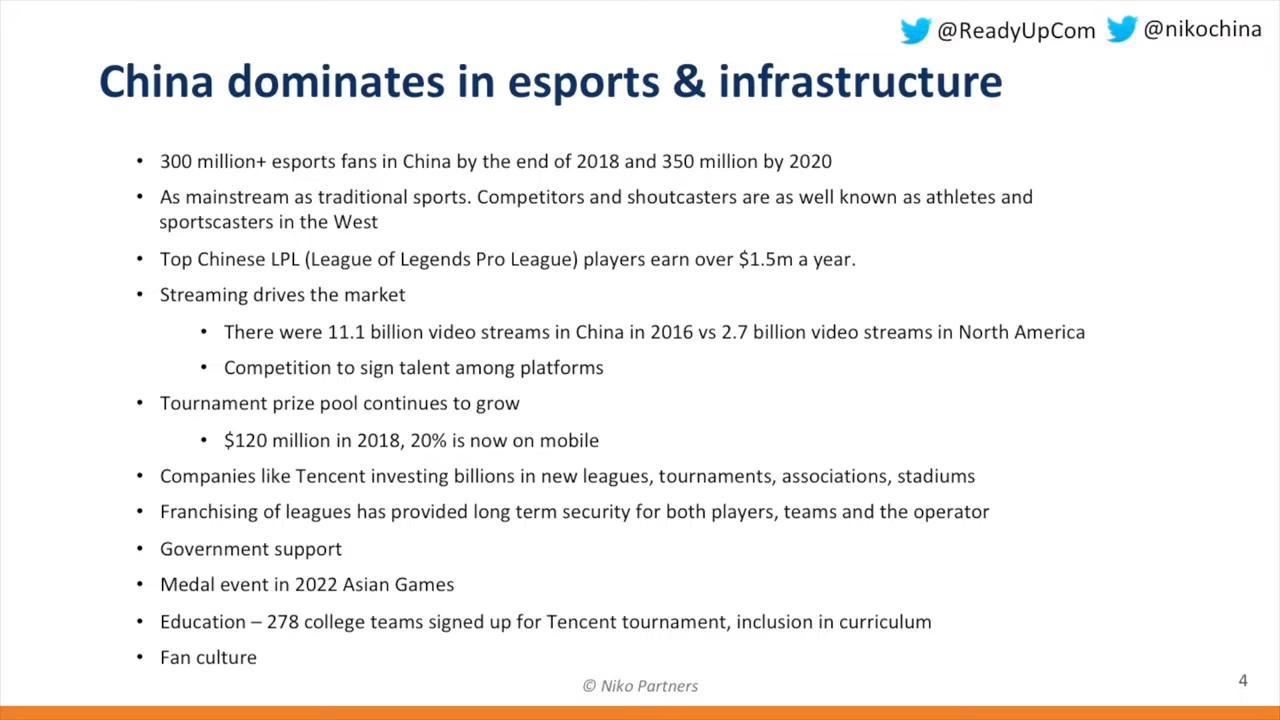 @ReadyUpCom @nikochina
China dominates in esports & infrastructure
• 300 million+ esports fans in China by the end of 2018 and 350 million by 2020
• As mainstream as traditional sports. Competitors and shoutcasters are as well known as athletes and
sportscasters in the West
• Top Chinese LPL (League of Legends Pro League) players earn over $1.5m a year.
• Streaming drives the market
• There were 11.1 billion video streams in China in 2016 vs 2.7 billion video streams in North America
• Competition to sign talent among platforms
• Tournament prize pool continues to grow
• $120 million in 2018, 20% is now on mobile
• Companies like Tencent investing billions in new leagues, tournaments, associations, stadiums
• Franchising of leagues has provided long term security for both players, teams and the operator
• Government support
• Medal event in 2022 Asian Games
• Education – 278 college teams signed up for Tencent tournament, inclusion in curriculum
• Fan culture
© Niko Partners
4